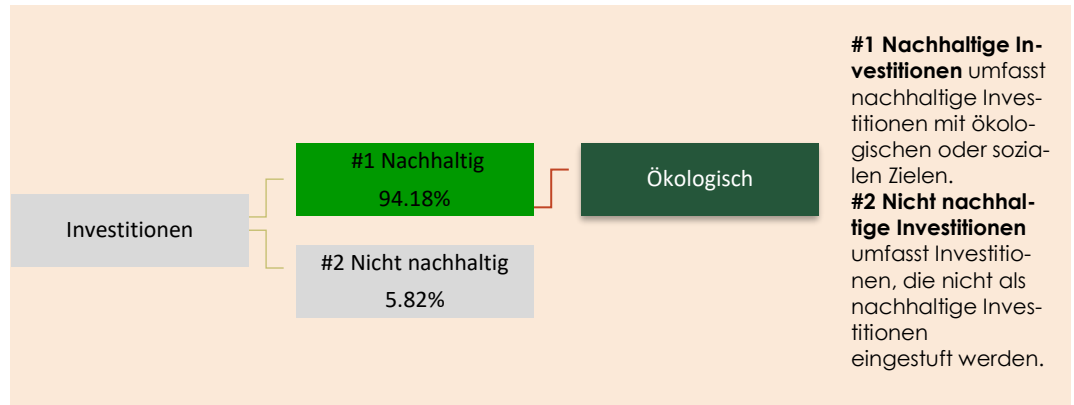 Investitionen
#1 Nachhaltig
94.18%
#2 Nicht nachhaltig
5.82%
Ökologisch
#1 Nachhaltige In-
vestitionen umfasst
nachhaltige Inves-
titionen mit ökolo-
gischen oder sozia-
len Zielen.
#2 Nicht nachhal-
tige Investitionen
umfasst Investitio-
nen, die nicht als
nachhaltige Inves-
titionen
eingestuft werden.